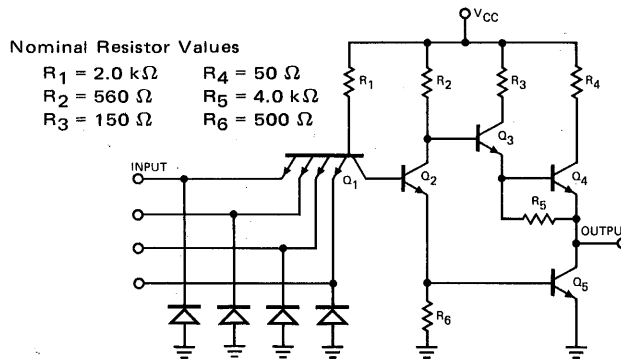 Nominal Resistor Values
R1 = 2.0 kΩ R4 = 50 Ω
R2 = 560 Ω R5 = 4.0 kΩ
R3 = 150 Ω R6 = 500 Ω
VCC
R1
R2
R3
R4
INPUT
Q1
Q2
Q3
Q4
R5
OUTPUT
Q5
R6